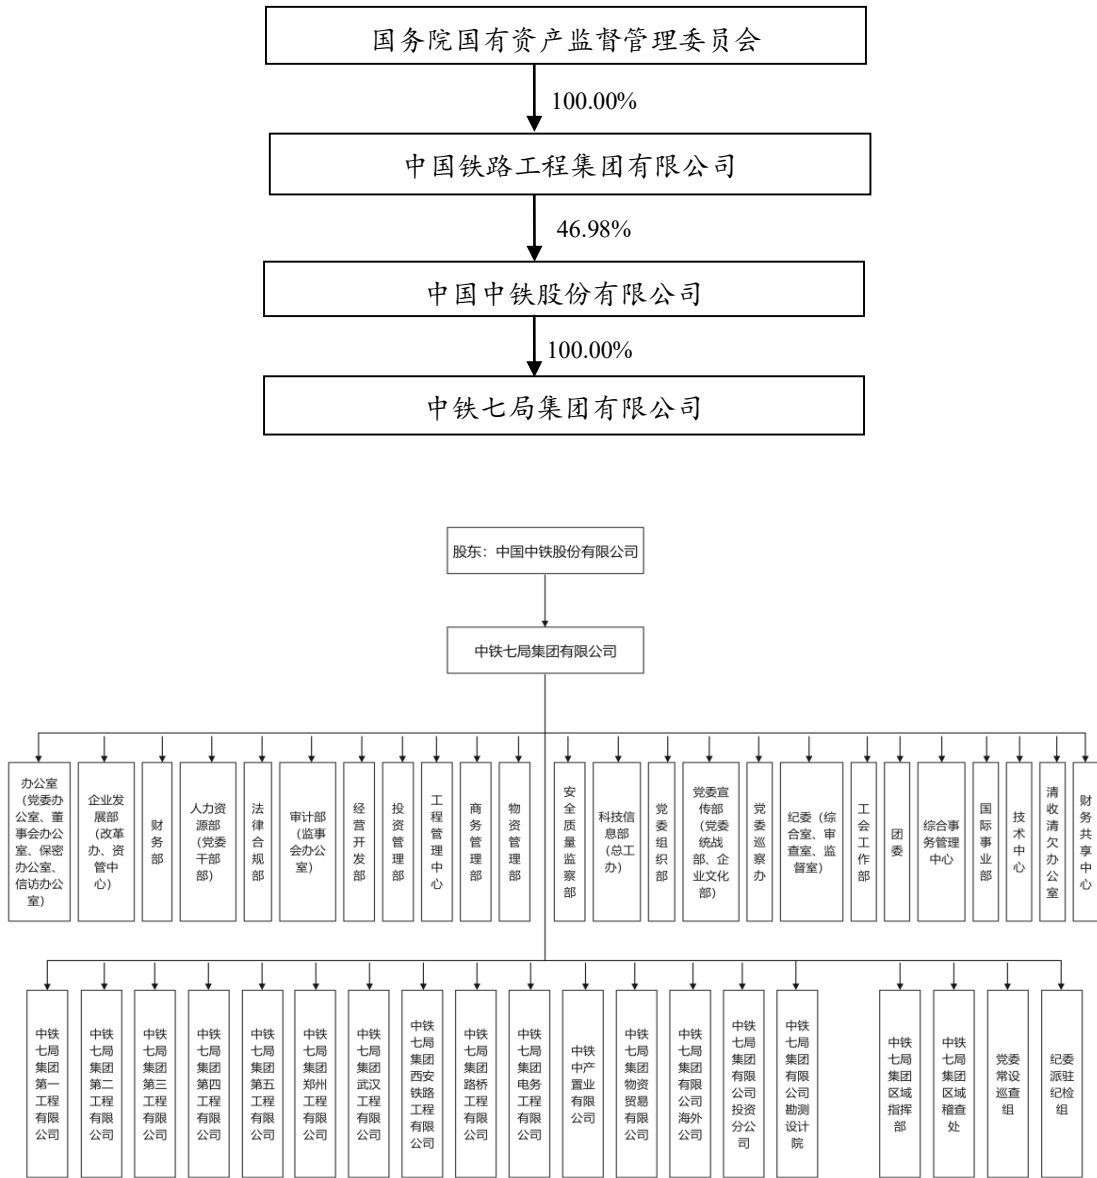 国务院国有资产监督管理委员会
100.00%
中国铁路工程集团有限公司
46.98%
中国中铁股份有限公司
100.00%
中铁七局集团有限公司
股东：中国中铁股份有限公司
中铁七局集团有限公司
办公室
（党委办
公室、董
事会办公
室、保密
办公室、
信访办公
室）
企业发
展部
（改革
办、资
管中
心）
财
务
部
人力资
源部
（党委
干部
部）
法
律
合
规
部
审计部
（监事
会办公
室）
经
营
开
发
部
投
资
管
理
部
工
程
管
理
中
心
商
务
管
理
部
物
资
管
理
部
安
全
质
量
监
察
部
科技信
息部
（总工
办）
党
委
组
织
部
党委宣
传部
（党委
统战
部、企
业文化
部）
党
委
巡
察
办
纪委（综
合室、审
查室、监
督室）
工
会
工
作
部
团
委
综合事
务管理
中心
国
际
事
业
部
技
术
中
心
清
收
清
欠
办
公
室
财
务
共
享
中
心
中铁
七局
集团
第一
工程
有限
公司
中铁
七局
集团
第二
工程
有限
公司
中铁
七局
集团
第三
工程
有限
公司
中铁
七局
集团
第四
工程
有限
公司
中铁
七局
集团
第五
工程
有限
公司
中铁
七局
集团
郑州
工程
有限
公司
中铁
七局
集团
武汉
工程
有限
公司
中铁
七局
集团
西安
铁路
工程
有限
公司
中铁
七局
集团
路桥
工程
有限
公司
中铁
七局
集团
电务
工程
有限
公司
中铁
中产
置业
有限
公司
中铁
七局
集团
物资
贸易
有限
公司
中铁
七局
集团
有限
公司
海外
公司
中铁
七局
集团
有限
公司
投资
分公
司
中铁
七局
集团
有限
公司
勘测
设计
院
中铁
七局
集团
区域
指挥
部
中铁
七局
集团
区域
稽查
处
党委
常设
巡查
组
纪委
派驻
纪检
组